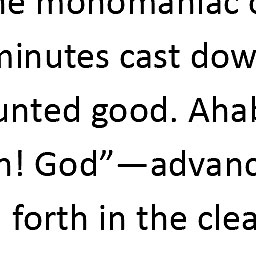 he monomaniac
minutes cast dow
unted good. Ahab
n! God”—advanc
forth in the clea